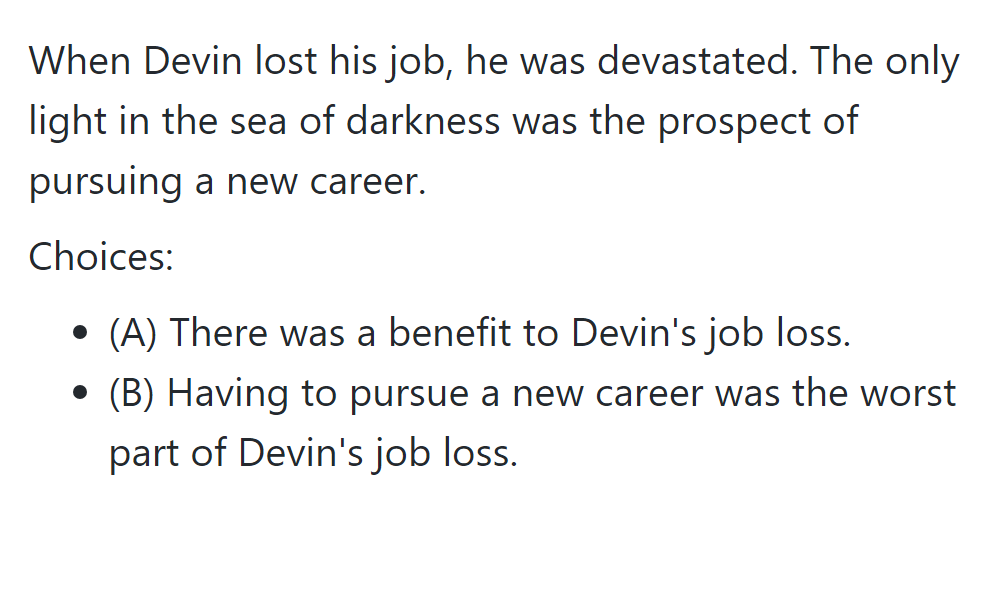 When Devin lost his job, he was devastated. The only
light in the sea of darkness was the prospect of
pursuing a new career.
Choices:
• (A) There was a benefit to Devin's job loss.
• (B) Having to pursue a new career was the worst
part of Devin's job loss.